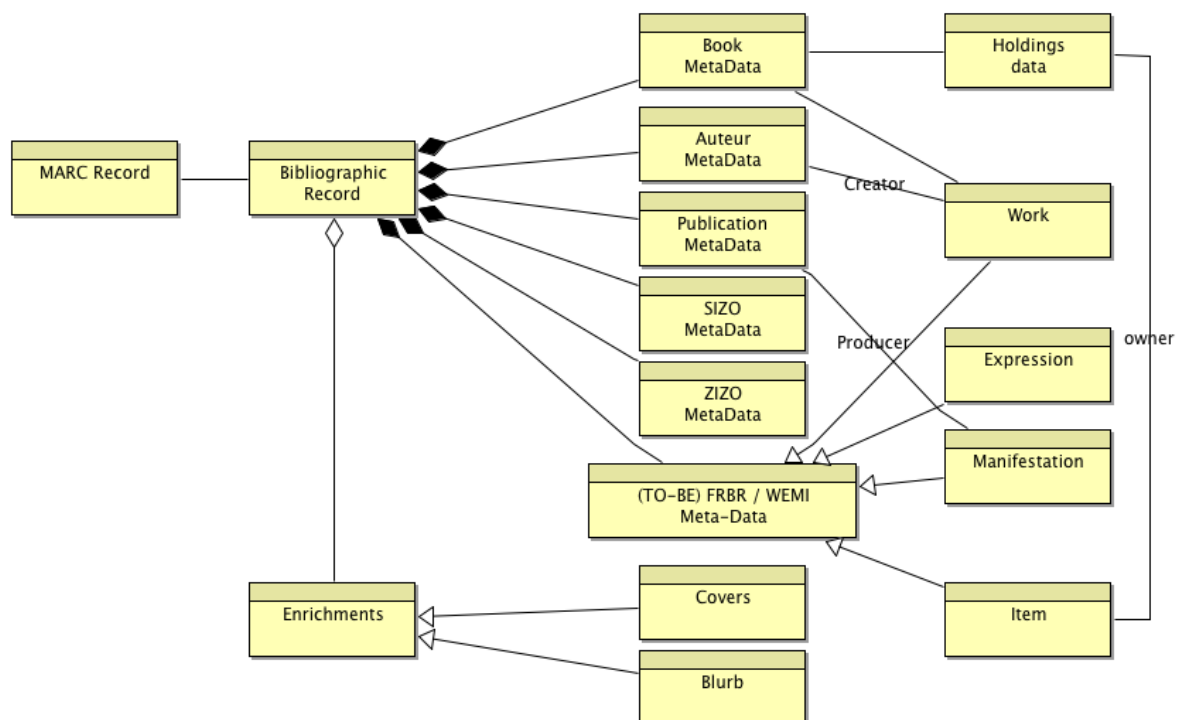 Book
MetaData
Holdings
data
MARC Record
Bibliographic
Record
Auteur
MetaData
Creator
Work
Publication
MetaData
SIZO
MetaData
Producer
Expression
owner
ZIZO
MetaData
Manifestation
(TO-BE) FRBR / WEMI
Meta-Data
Enrichments
Covers
Item
Blurb